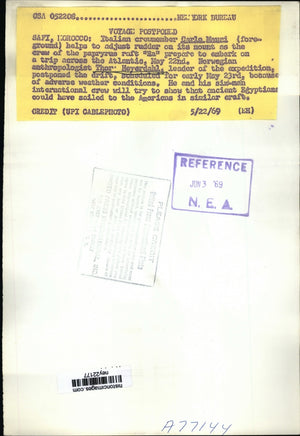 GSA 052208.............NEW YORK BUREAU
VOYAGE POSTPONED
SAFI, MOROCCO: Italian crewmember Carlo Mauri (fore-
ground) helps to adjust rudder on its mount as the
crew of the papyrus raft "Ra" prepare to embark on
a trip across the Atlantic, May 22nd. Norwegian
anthropologist Thor Heyerdahl, leader of the expedition,
postponed the drift, scheduled for early May 23rd, because
of adverse weather conditions. He and his six-man
international crew will try to show that ancient Egyptians
could have sailed to the Americas in similar craft.
CREDIT (UPI CABLEPHOTO) 5/22/69
REFERENCE
JUN 3 '69
N. E. A.
PLEASE CREDIT
historicimages.com
ney22177
A77144